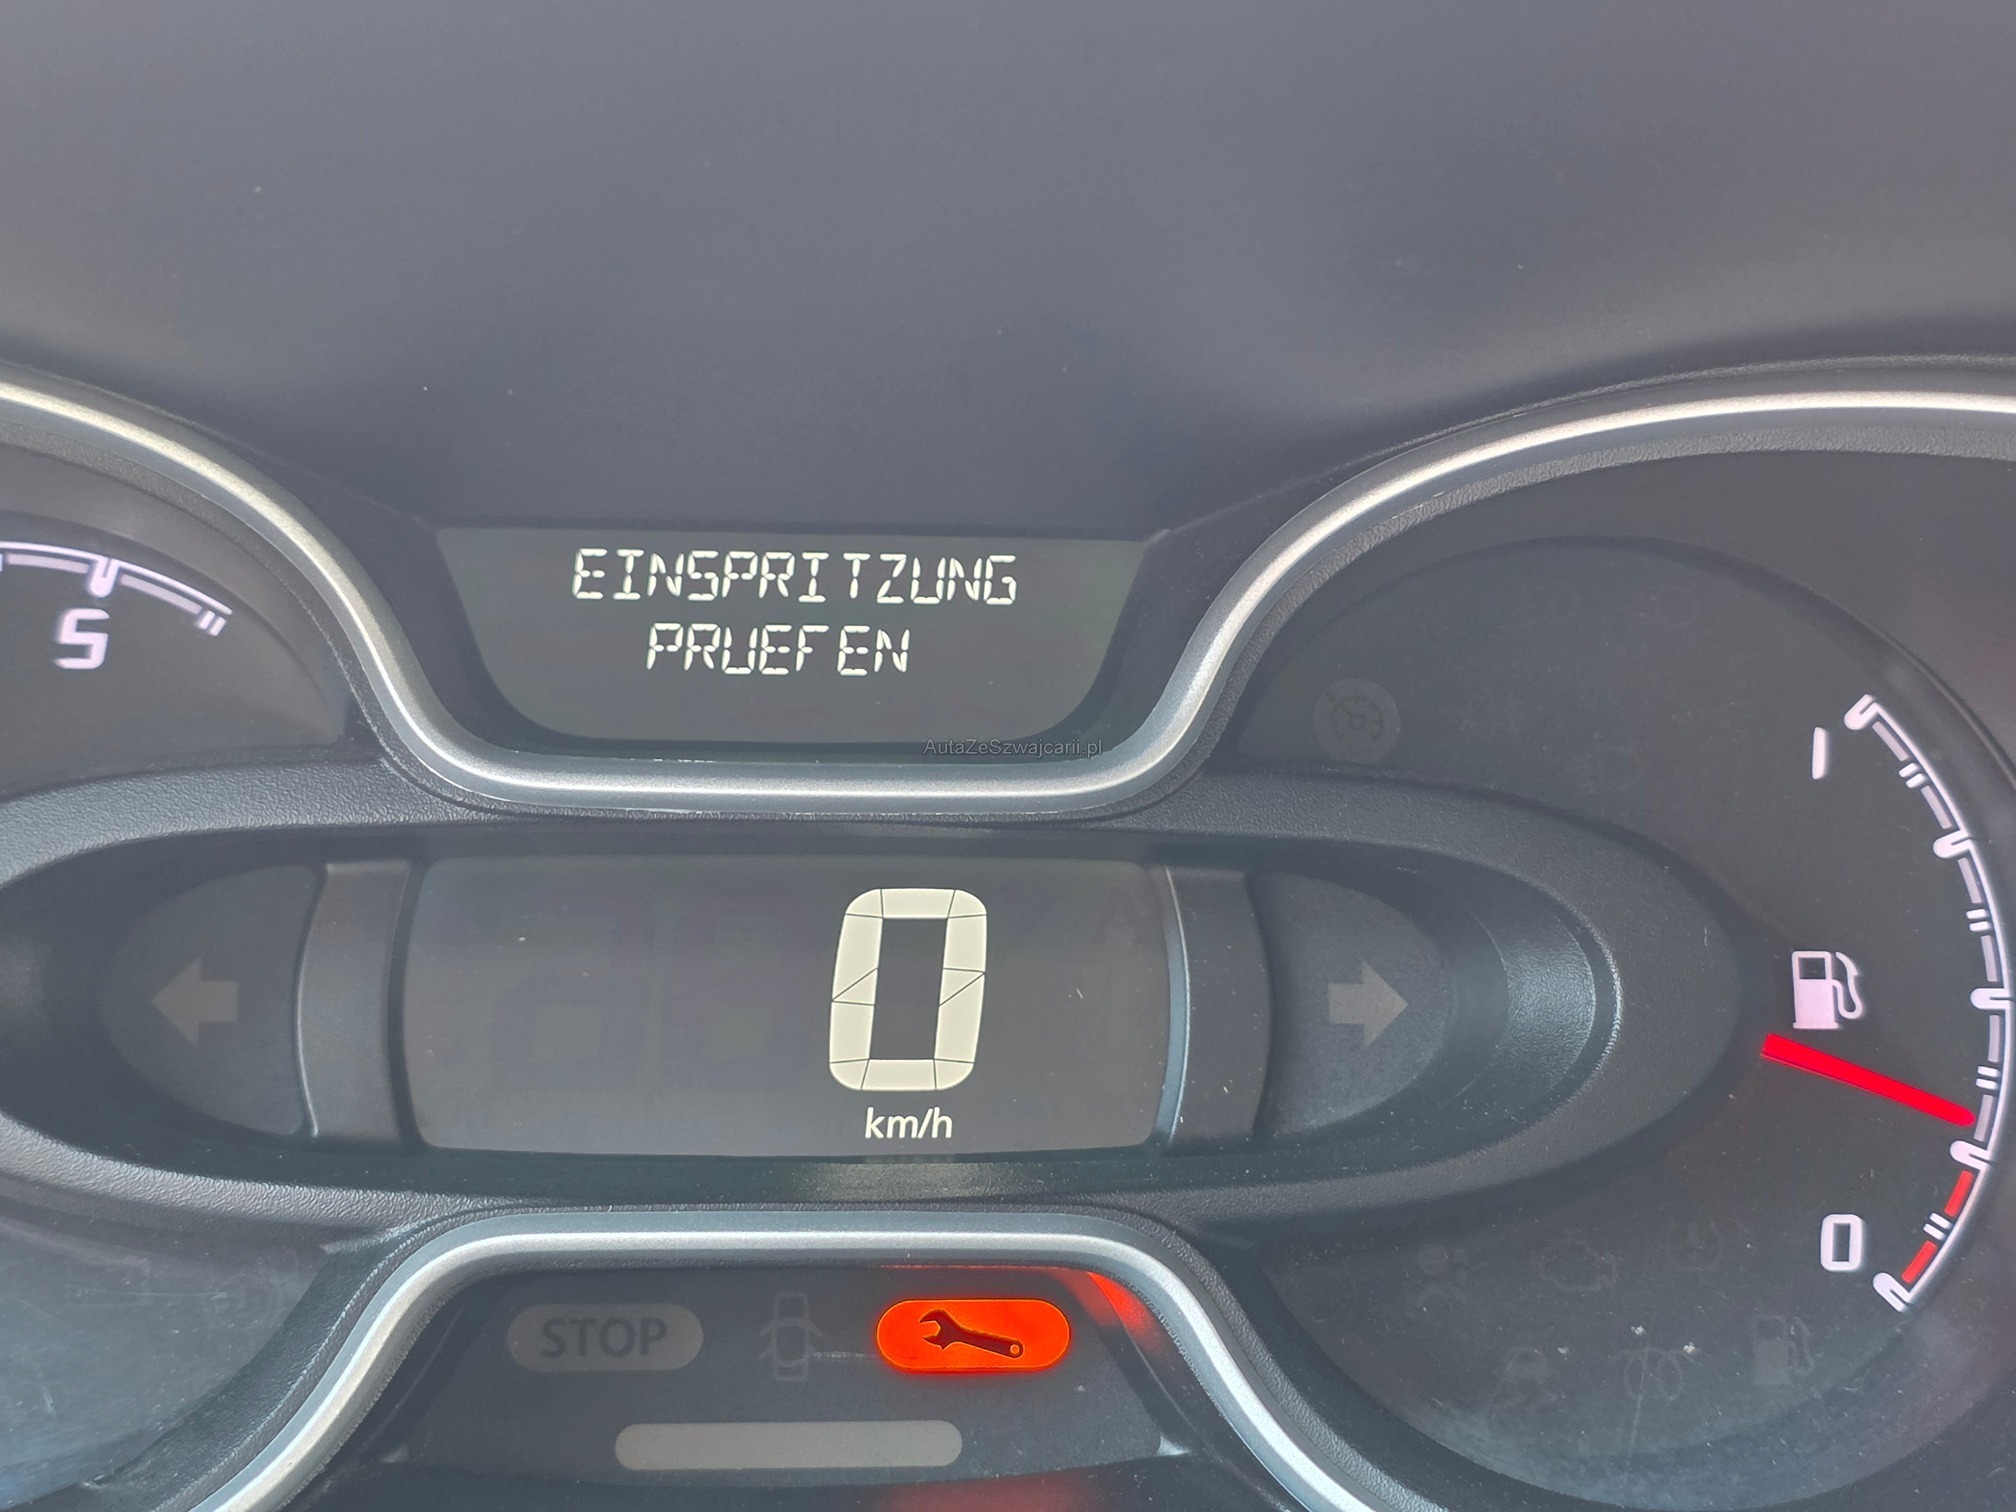 EINSPRITZUNG
PRUEFEN
AutaZeSzwajcarii.pl
5
1
0
km/h
0
STOP